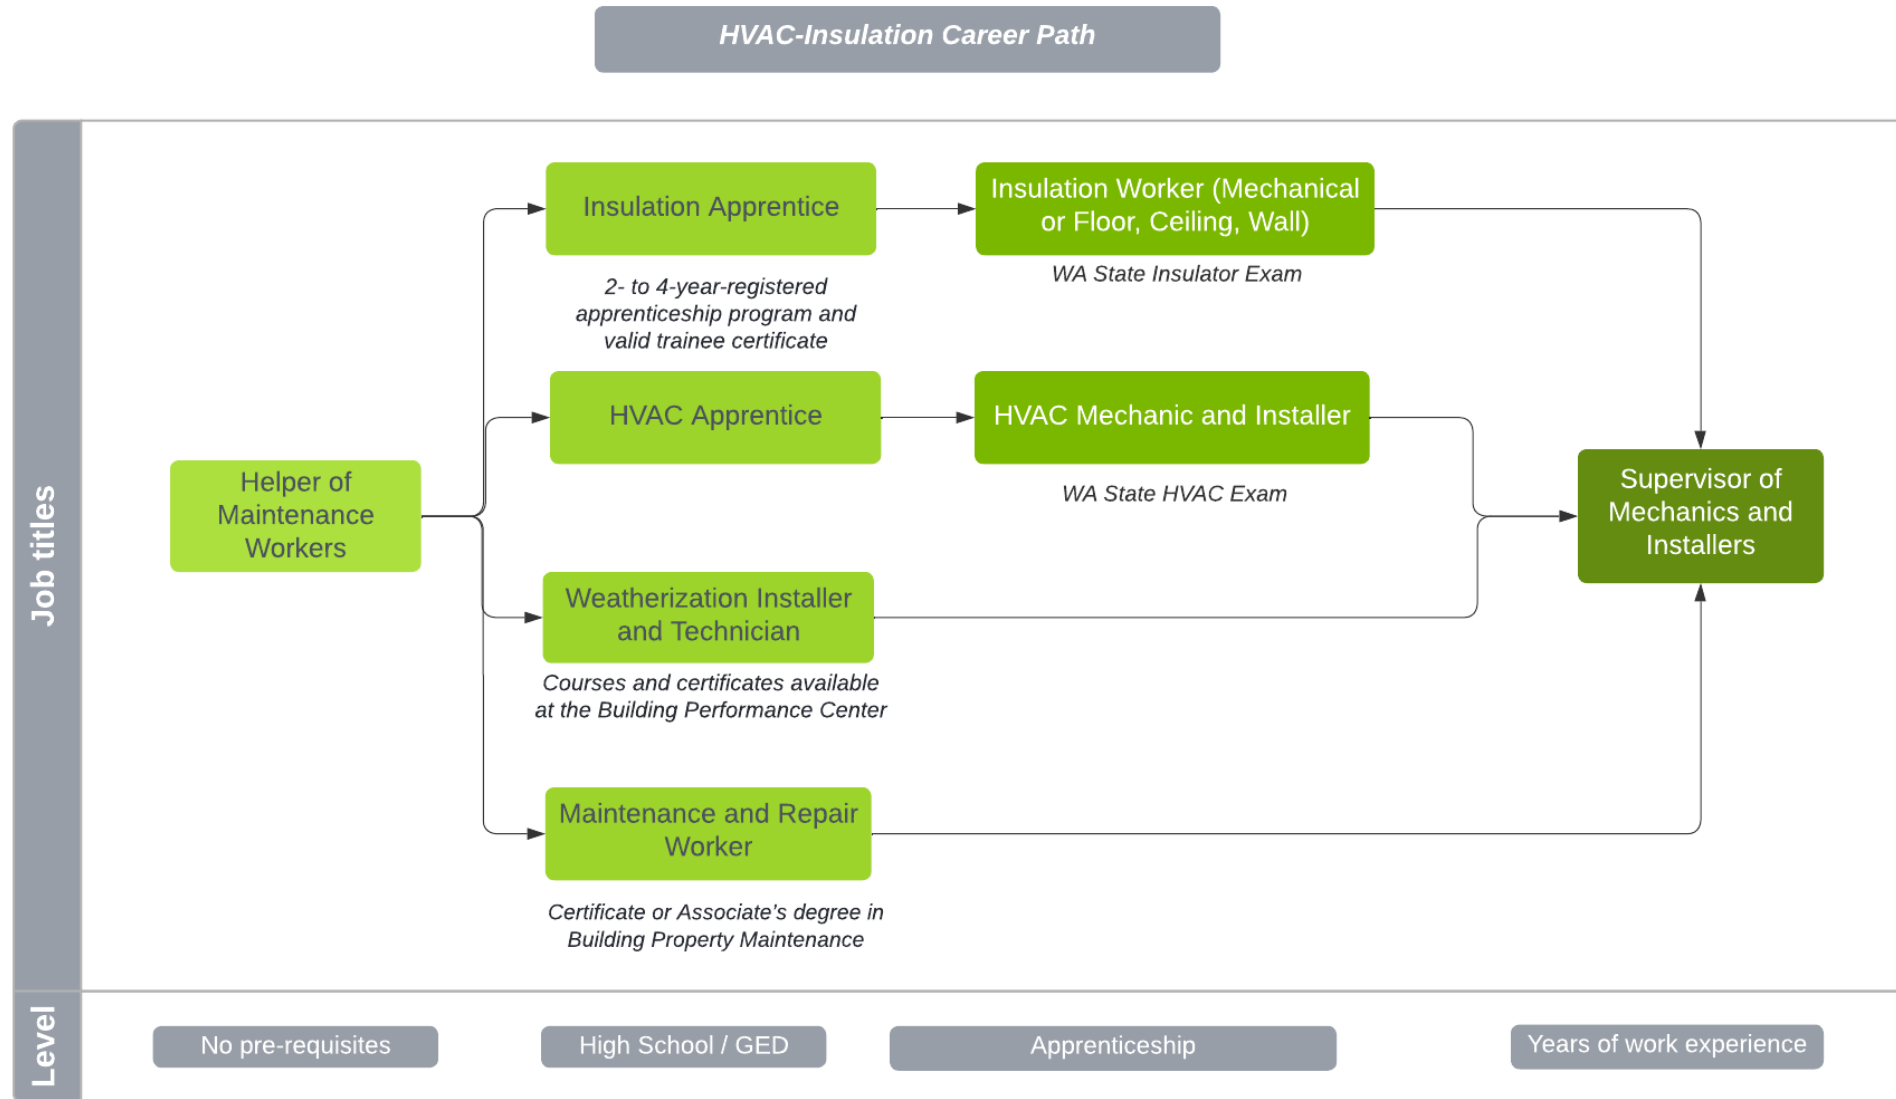 HVAC-Insulation Career Path
Job titles
Insulation Apprentice
2- to 4-year-registered
apprenticeship program and
valid trainee certificate
Insulation Worker (Mechanical
or Floor, Ceiling, Wall)
WA State Insulator Exam
HVAC Apprentice
HVAC Mechanic and Installer
WA State HVAC Exam
Helper of
Maintenance
Workers
Supervisor of
Mechanics and
Installers
Weatherization Installer
and Technician
Courses and certificates available
at the Building Performance Center
Maintenance and Repair
Worker
Certificate or Associate’s degree in
Building Property Maintenance
Level
No pre-requisites
High School / GED
Apprenticeship
Years of work experience